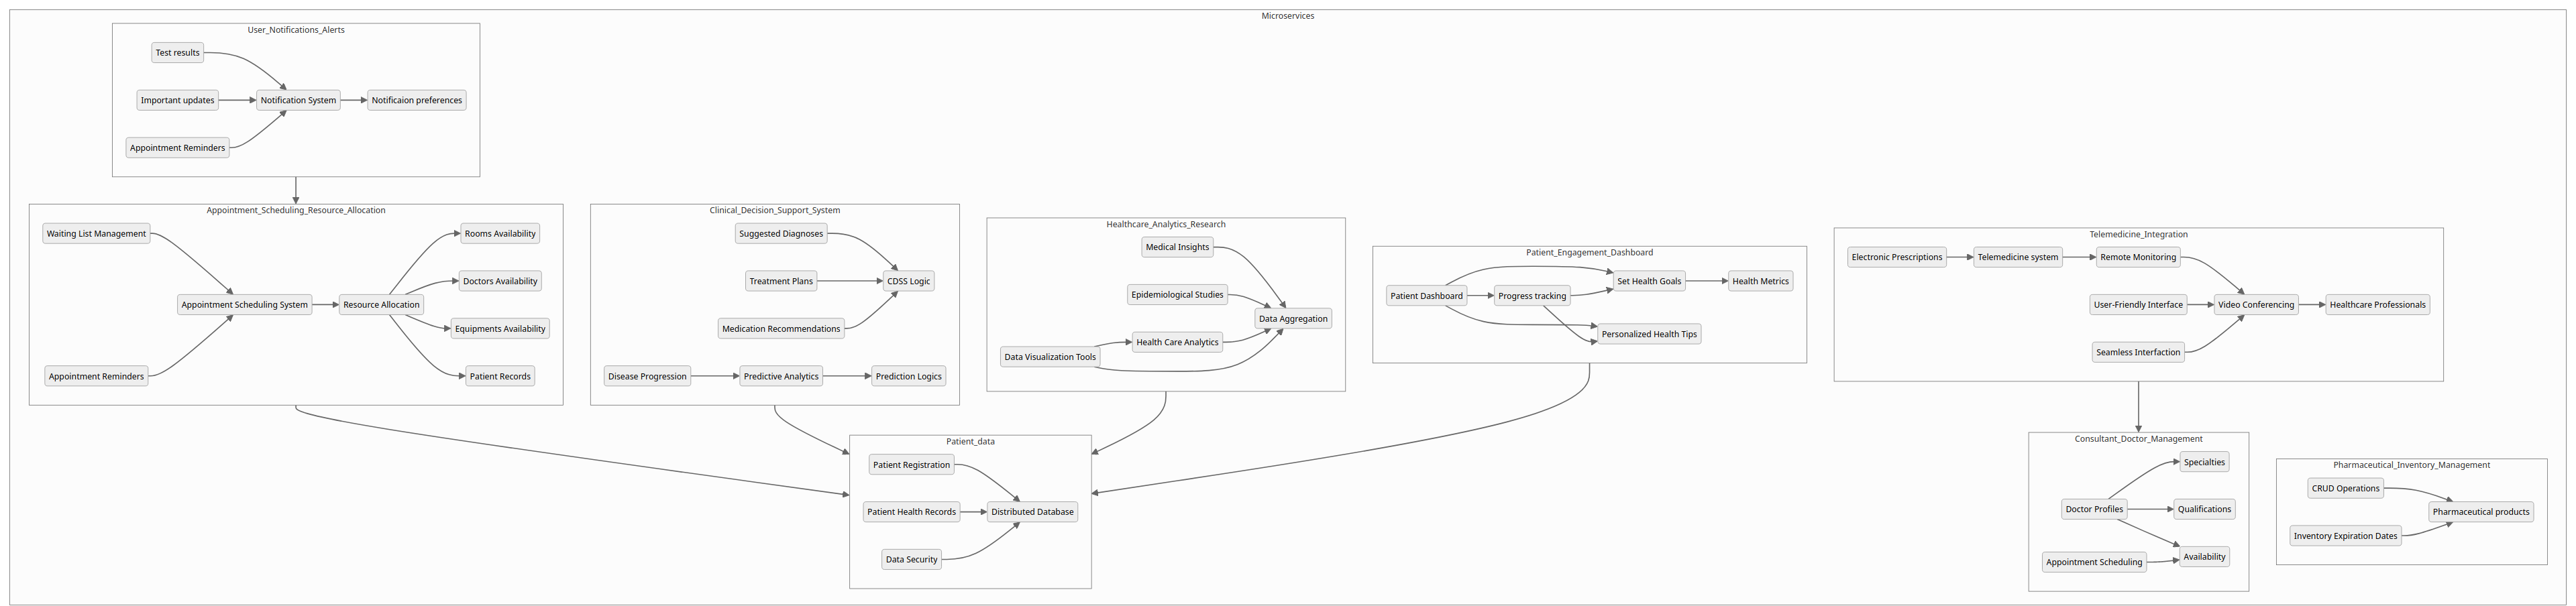 Microservices
User_Notifications_Alerts
Test results
Important updates
Notification System
Notificaion preferences
Appointment Reminders
Appointment_Scheduling_Resource_Allocation
Waiting List Management
Rooms Availability
Doctors Availability
Appointment Scheduling System
Resource Allocation
Equipments Availability
Appointment Reminders
Patient Records
Clinical_Decision_Support_System
Suggested Diagnoses
Treatment Plans
CDSS Logic
Medication Recommendations
Disease Progression
Predictive Analytics
Prediction Logics
Healthcare_Analytics_Research
Medical Insights
Epidemiological Studies
Data Aggregation
Health Care Analytics
Data Visualization Tools
Patient_Engagement_Dashboard
Set Health Goals
Health Metrics
Patient Dashboard
Progress tracking
Personalized Health Tips
Telemedicine_Integration
Electronic Prescriptions
Telemedicine system
Remote Monitoring
User-Friendly Interface
Video Conferencing
Healthcare Professionals
Seamless Interfaction
Patient_data
Patient Registration
Patient Health Records
Distributed Database
Data Security
Consultant_Doctor_Management
Specialties
Doctor Profiles
Qualifications
Availability
Appointment Scheduling
Pharmaceutical_Inventory_Management
CRUD Operations
Pharmaceutical products
Inventory Expiration Dates